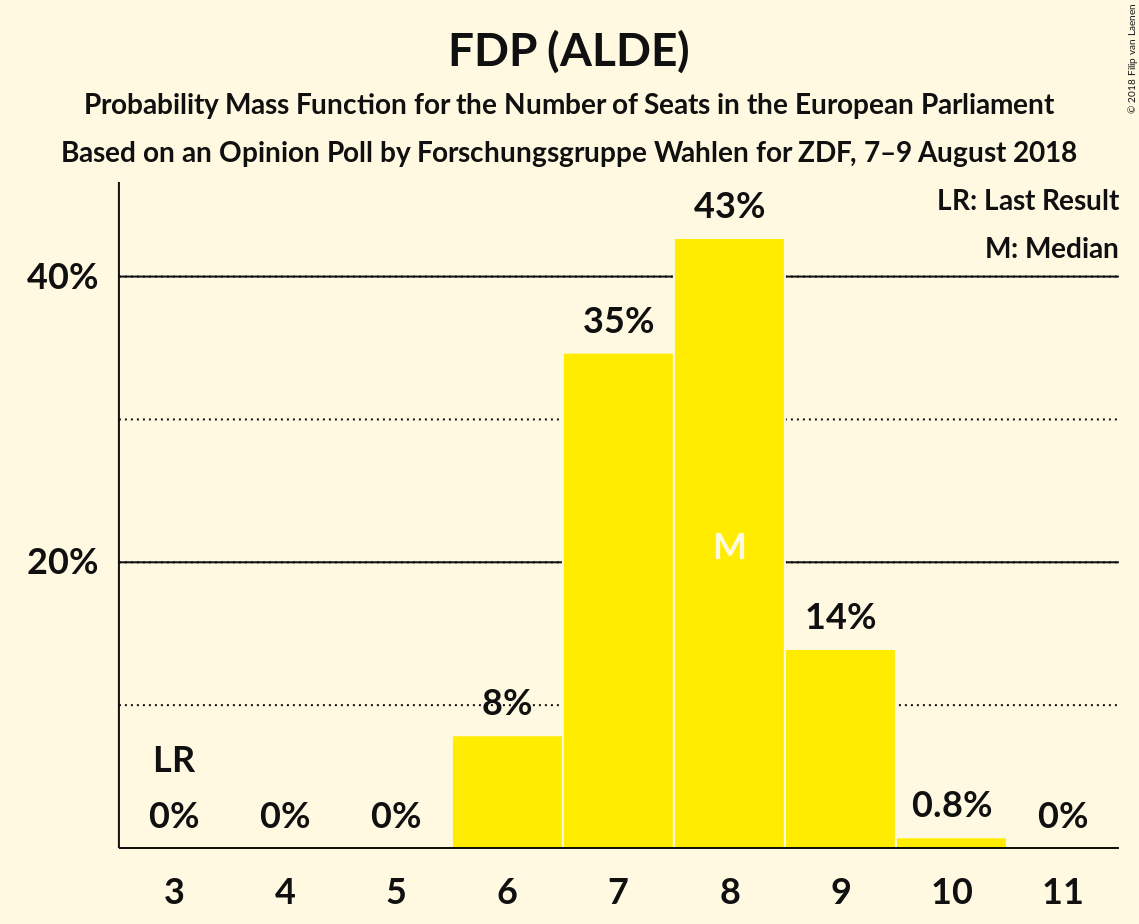 FDP (ALDE)
Probability Mass Function for the Number of Seats in the European Parliament
Based on an Opinion Poll by Forschungsgruppe Wahlen for ZDF, 7–9 August 2018
© 2018 Filip van Laenen
LR: Last Result
M: Median
43%
40%
35%
M
20%
14%
8%
LR
0% 0% 0% 0.8% 0%
3 4 5 6 7 8 9 10 11